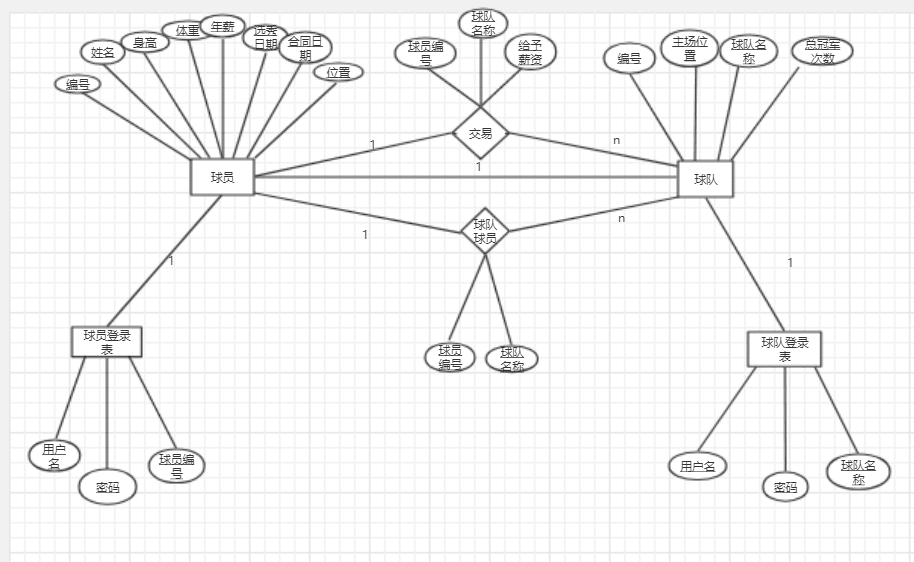 球队
名称
年薪
体重
选秀
日期
身高
合同日
期
姓名
位置
编号
球员编
号
给予
薪资
编号
主场位
置
球队名
称
总冠军
次数
交易
1
n
1
球员
球队
球队
球员
1
n
1
1
球员登录
表
球队登录
表
球员
编号
球队
名称
用户
名
密码
球员编
号
用户名
密码
球队名
称